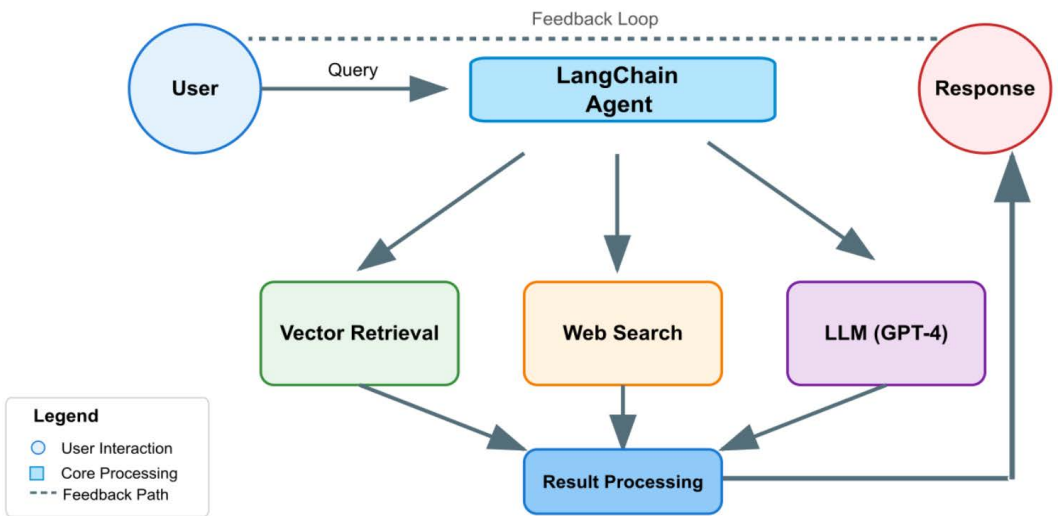 Feedback Loop
User
Query
LangChain
Agent
Response
Vector Retrieval
Web Search
LLM (GPT-4)
Legend
User Interaction
Core Processing
Feedback Path
Result Processing